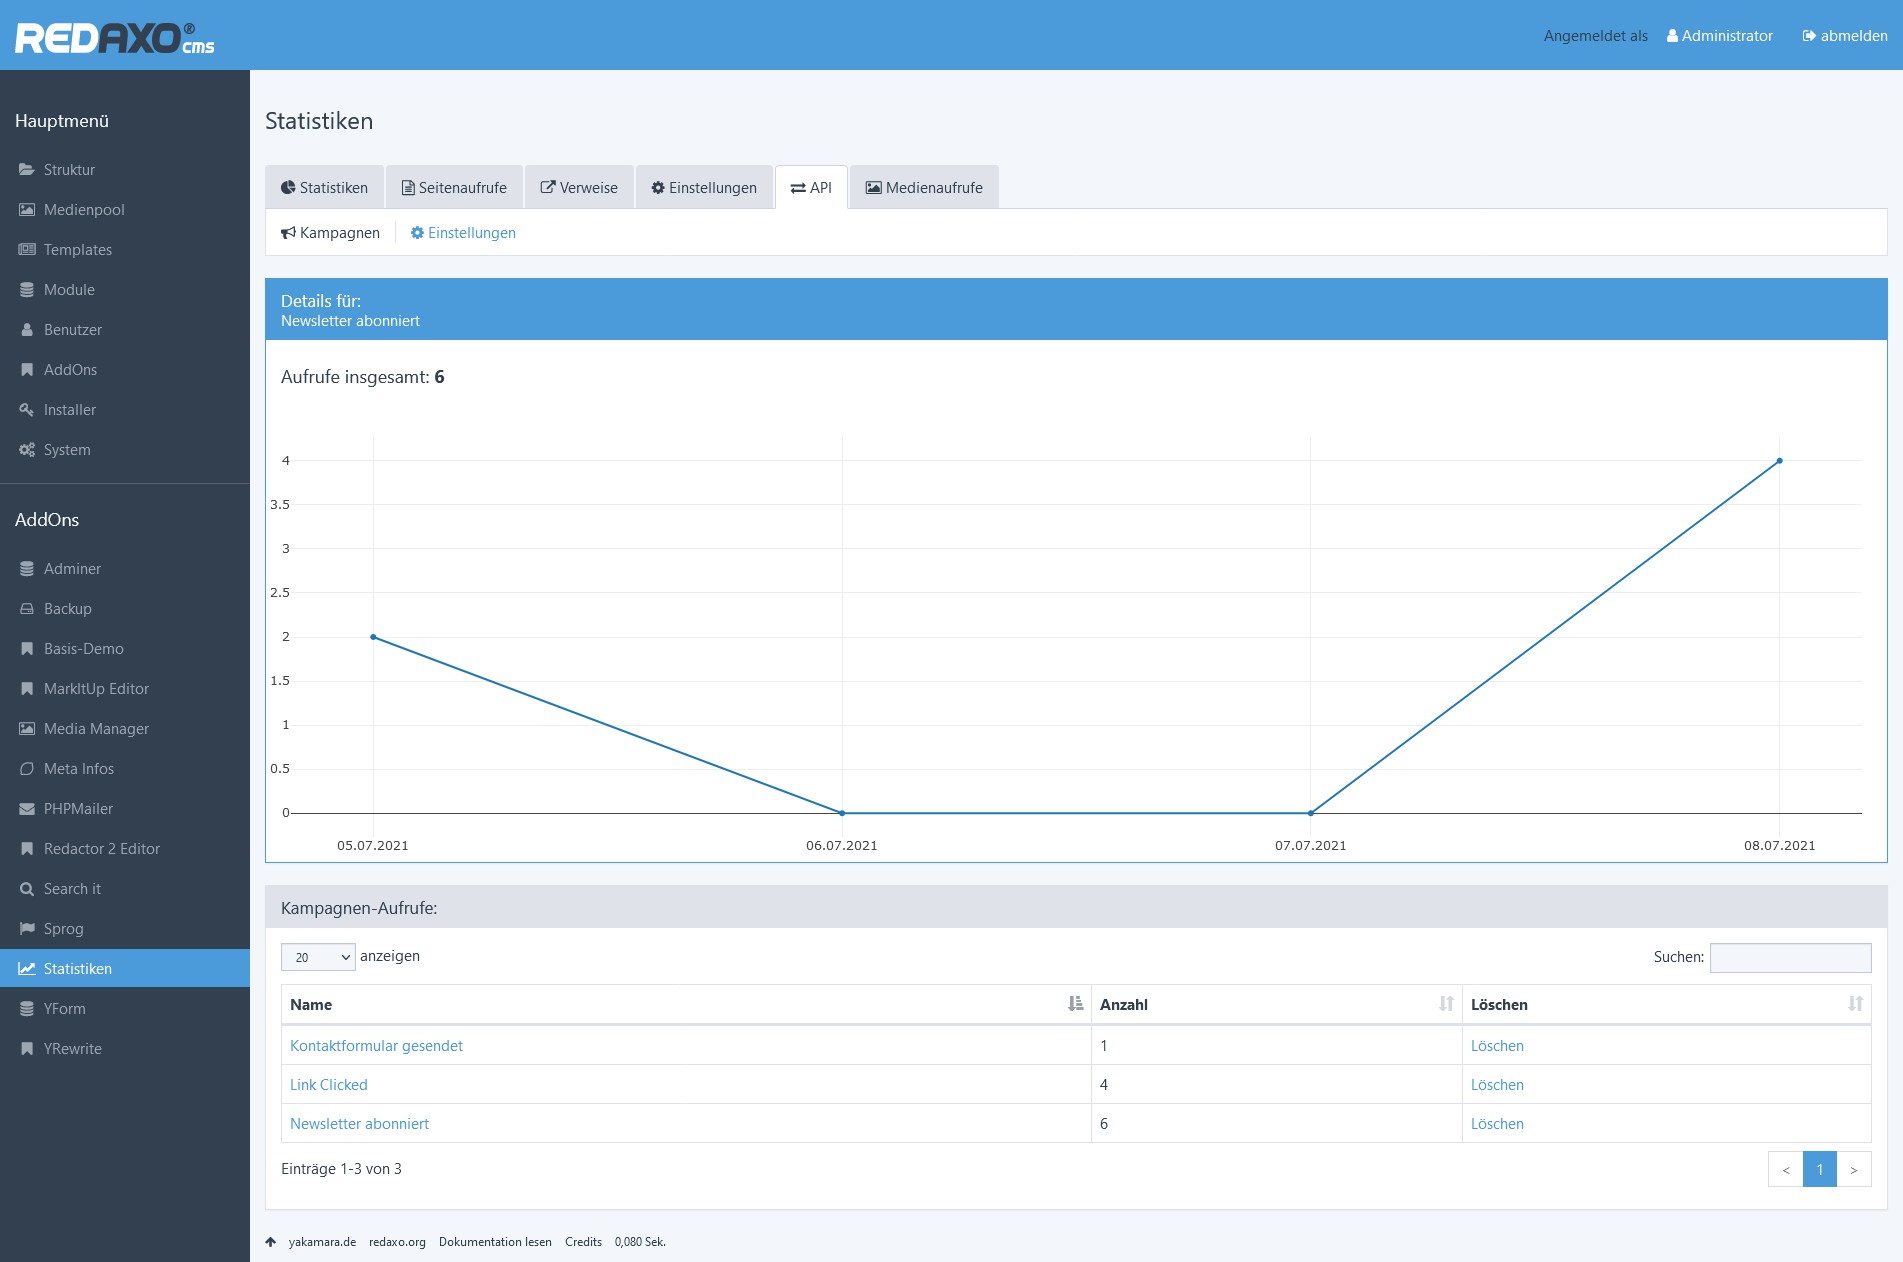 REDAXO® cms
Angemeldet als Administrator abmelden
Hauptmenü
Struktur
Medienpool
Templates
Module
Benutzer
AddOns
Installer
System
AddOns
Adminer
Backup
Basis-Demo
MarkItUp Editor
Media Manager
Meta Infos
PHPMailer
Redactor 2 Editor
Search it
Sprog
Statistiken
YForm
YRewrite
Statistiken
Statistiken Seitenaufrufe Verweise Einstellungen API Medienaufrufe
Kampagnen Einstellungen
Details für:
Newsletter abonniert
Aufrufe insgesamt: 6
4
3.5
3
2.5
2
1.5
1
0.5
0
05.07.2021 06.07.2021 07.07.2021 08.07.2021
Kampagnen-Aufrufe:
20 anzeigen Suchen:
Name Anzahl Löschen
Kontaktformular gesendet 1 Löschen
Link Clicked 4 Löschen
Newsletter abonniert 6 Löschen
Einträge 1-3 von 3 < 1 >
yakamara.de redaxo.org Dokumentation lesen Credits 0,080 Sek.